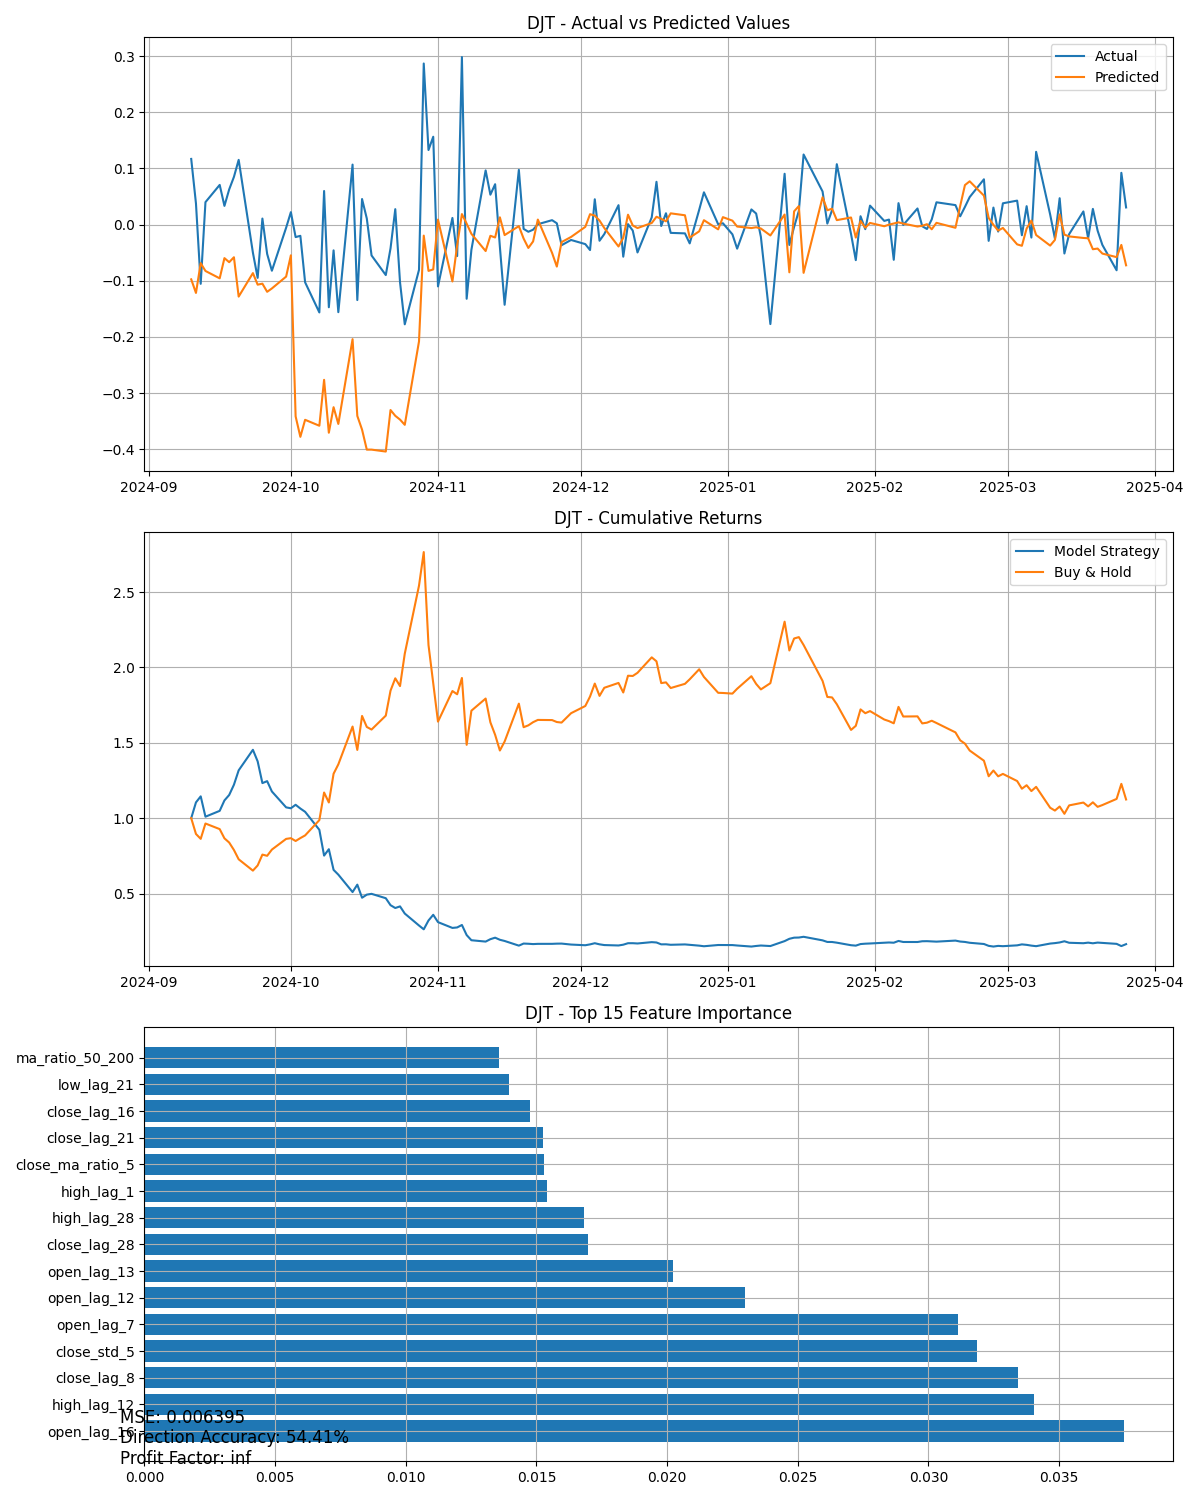 DJT - Actual vs Predicted Values
Actual
Predicted
0.3
0.2
0.1
0.0
−0.1
−0.2
−0.3
−0.4
2024-09 2024-10 2024-11 2024-12 2025-01 2025-02 2025-03 2025-04
DJT - Cumulative Returns
Model Strategy
Buy & Hold
2.5
2.0
1.5
1.0
0.5
2024-09 2024-10 2024-11 2024-12 2025-01 2025-02 2025-03 2025-04
DJT - Top 15 Feature Importance
ma_ratio_50_200
low_lag_21
close_lag_16
close_lag_21
close_ma_ratio_5
high_lag_1
high_lag_28
close_lag_28
open_lag_13
open_lag_12
open_lag_7
close_std_5
close_lag_8
high_lag_12
MSE: 0.006395
open_lag_16
Direction Accuracy: 54.41%
Profit Factor: inf
0.000 0.005 0.010 0.015 0.020 0.025 0.030 0.035